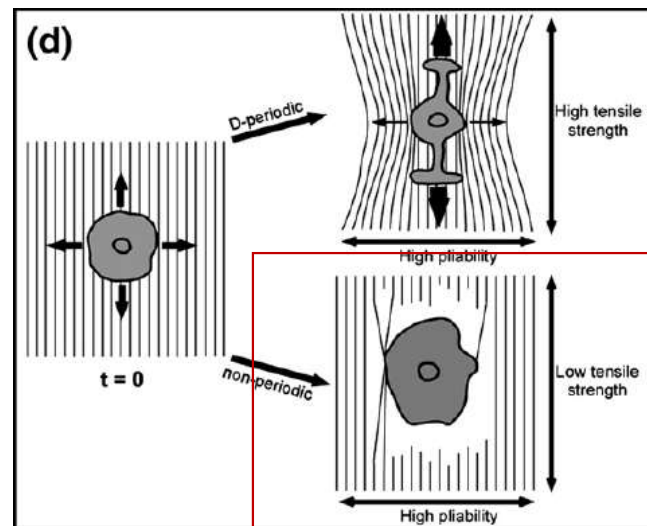 (d)
D-periodic
High tensile
strength
High pliability
t = 0
non-periodic
Low tensile
strength
High pliability